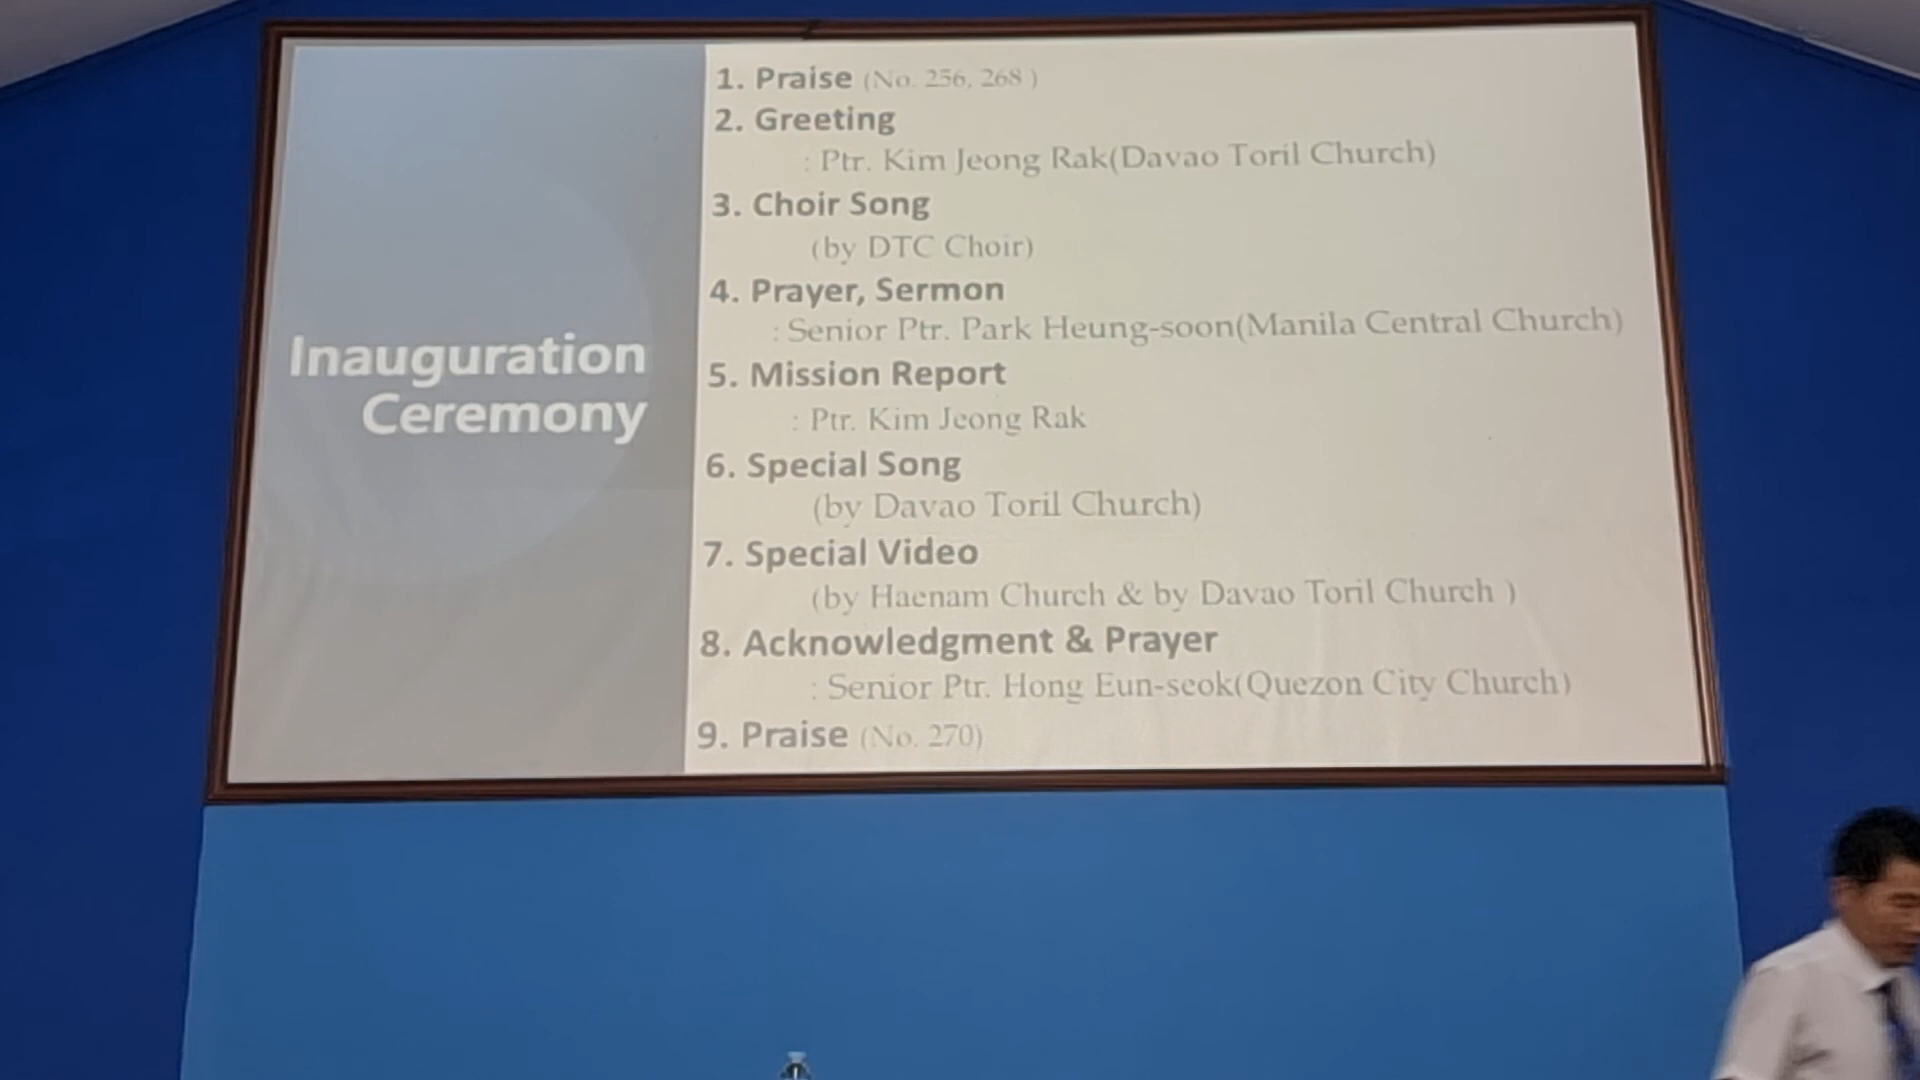 Inauguration
Ceremony
1. Praise (No. 256, 268 )
2. Greeting
: Ptr. Kim Jeong Rak(Davao Toril Church)
3. Choir Song
(by DTC Choir)
4. Prayer, Sermon
: Senior Ptr. Park Heung-soon(Manila Central Church)
5. Mission Report
: Ptr. Kim Jeong Rak
6. Special Song
(by Davao Toril Church)
7. Special Video
(by Haenam Church & by Davao Toril Church )
8. Acknowledgment & Prayer
: Senior Ptr. Hong Eun-seok(Quezon City Church)
9. Praise (No. 270)